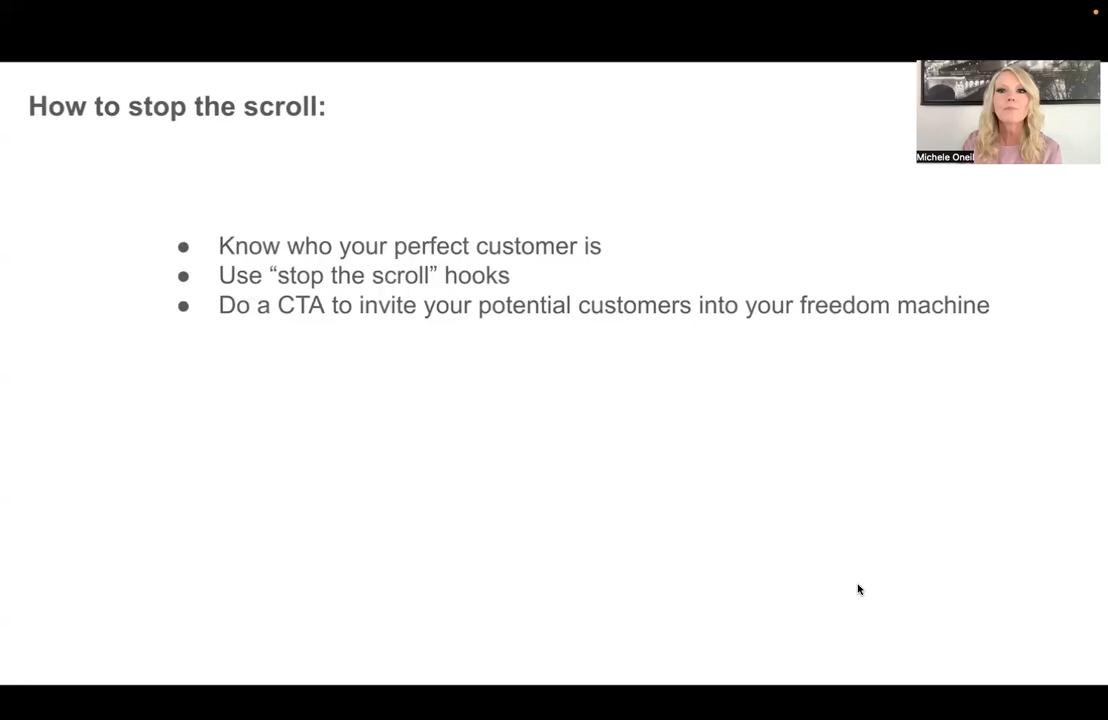 How to stop the scroll:
Michele Oneil
● Know who your perfect customer is
● Use “stop the scroll” hooks
● Do a CTA to invite your potential customers into your freedom machine